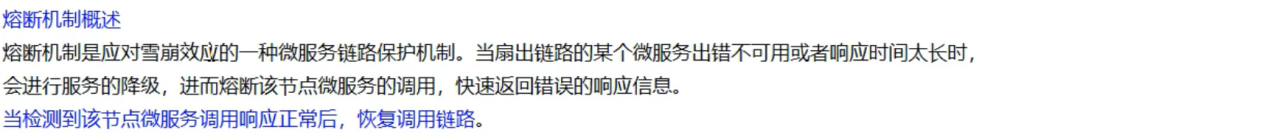 熔断机制概述
熔断机制是应对雪崩效应的一种微服务链路保护机制。当扇出链路的某个微服务出错不可用或者响应时间太长时，
会进行服务的降级，进而熔断该节点微服务的调用，快速返回错误的响应信息。
当检测到该节点微服务调用响应正常后，恢复调用链路。